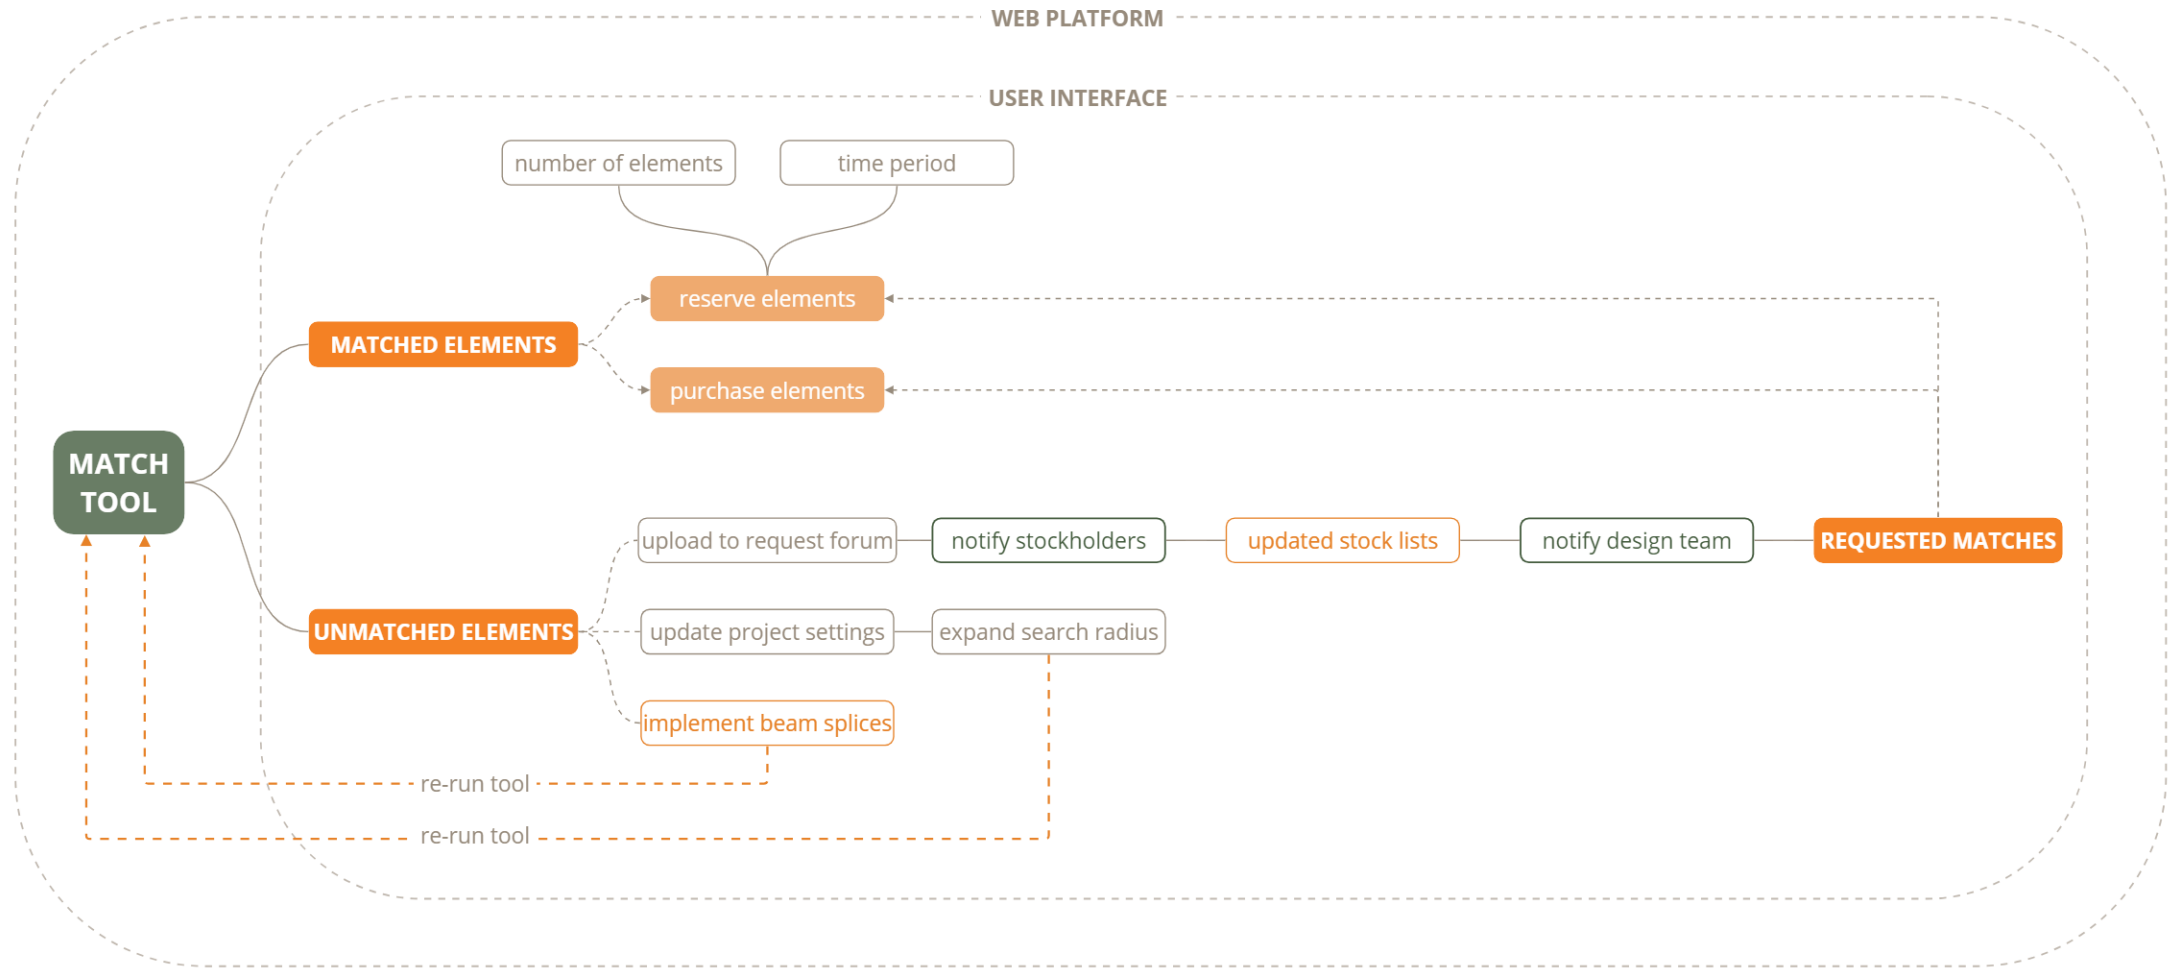 WEB PLATFORM
USER INTERFACE
number of elements
time period
reserve elements
MATCHED ELEMENTS
purchase elements
MATCH
TOOL
upload to request forum
notify stockholders
updated stock lists
notify design team
REQUESTED MATCHES
UNMATCHED ELEMENTS
update project settings
expand search radius
implement beam splices
re-run tool
re-run tool